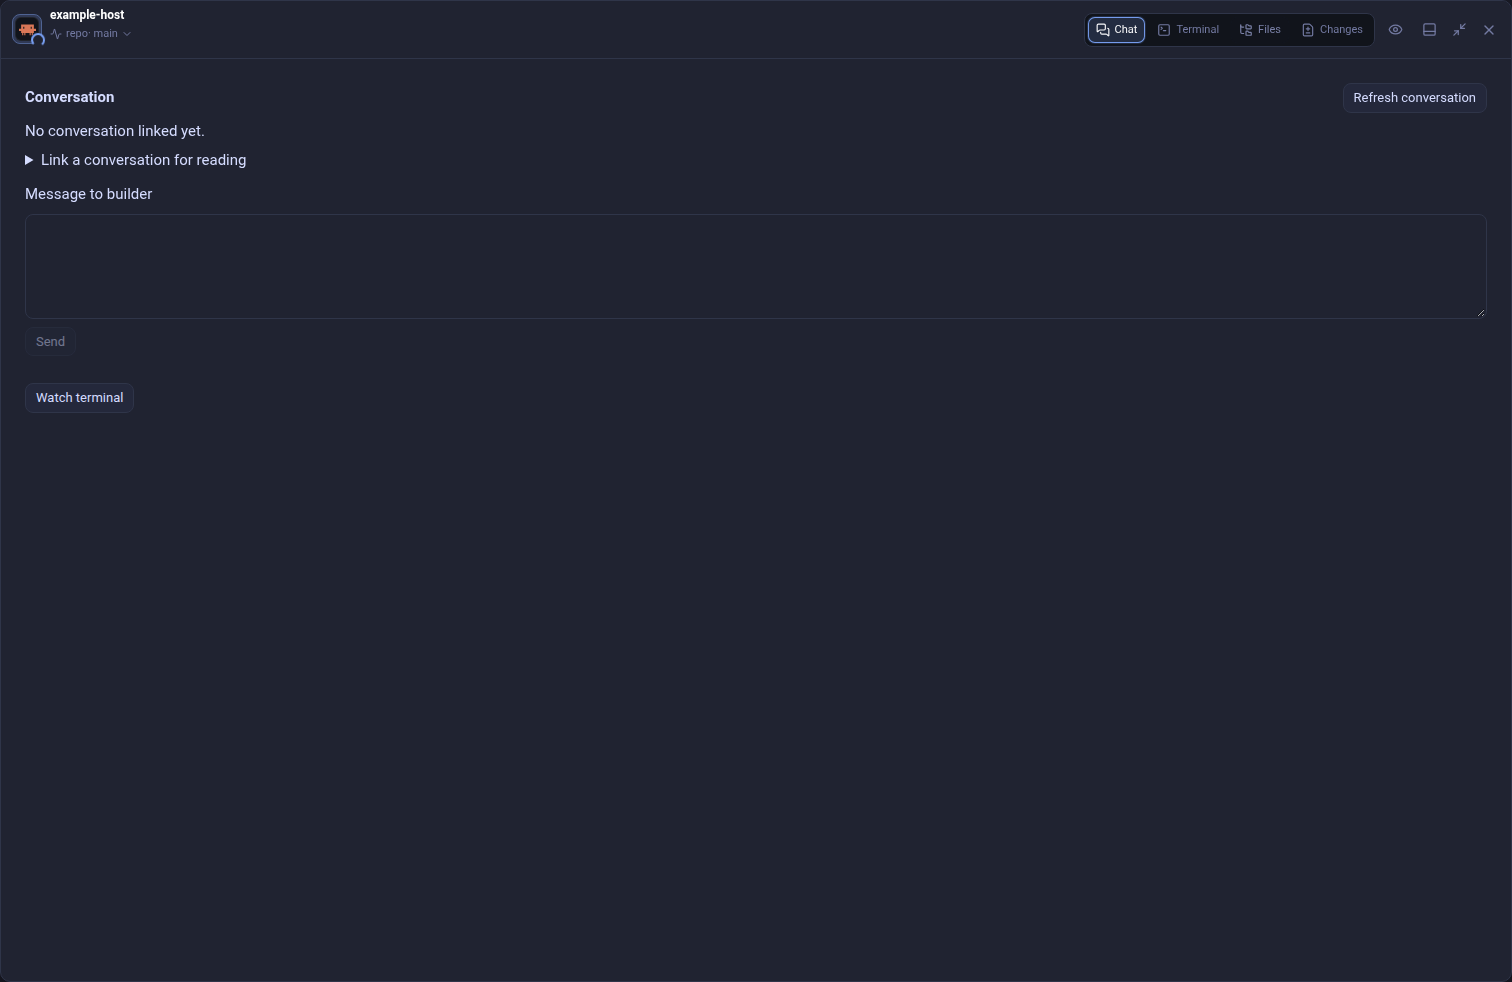 example-host
repo· main
Chat
Terminal
Files
Changes
Conversation
Refresh conversation
No conversation linked yet.
Link a conversation for reading
Message to builder
Send
Watch terminal